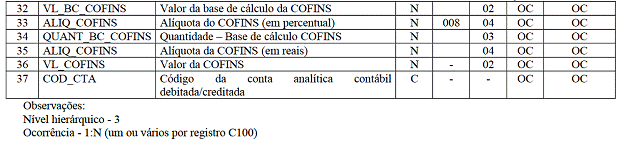 32 VL_BC_COFINS Valor da base de cálculo da COFINS N 02 OC OC
33 ALIQ_COFINS Alíquota do COFINS (em percentual) N 008 04 OC OC
34 QUANT_BC_COFINS Quantidade – Base de cálculo COFINS N 03 OC OC
35 ALIQ_COFINS Alíquota da COFINS (em reais) N 04 OC OC
36 VL_COFINS Valor da COFINS N - 02 OC OC
37 COD_CTA Código da conta analítica contábil C - - OC OC
debitada/creditada
Observações:
Nível hierárquico - 3
Ocorrência - 1:N (um ou vários por registro C100)